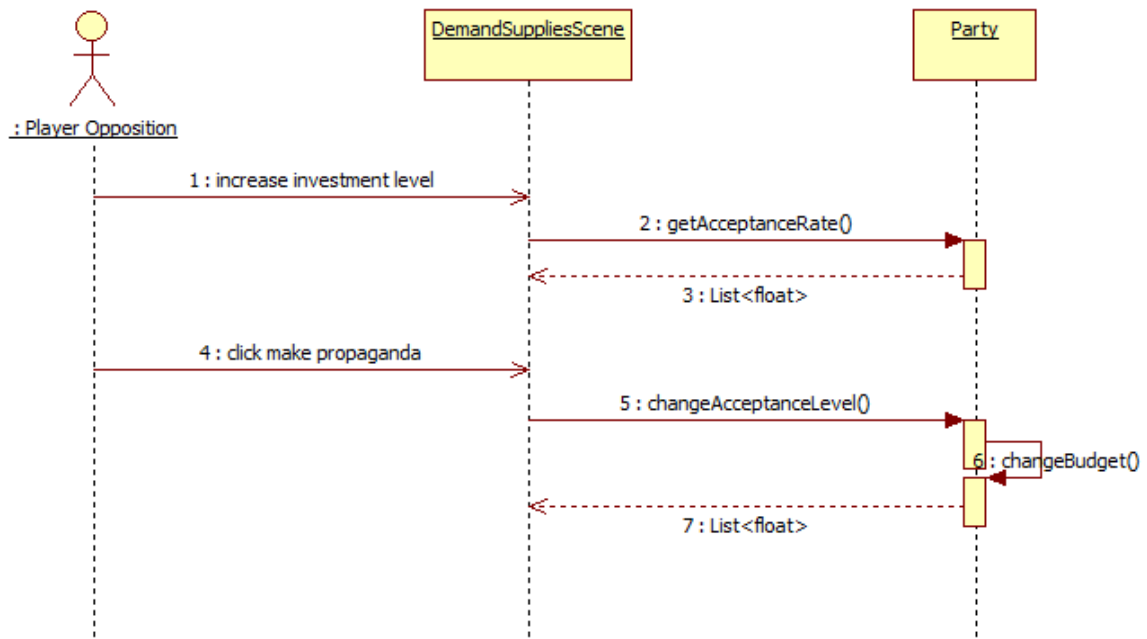 DemandSuppliesScene
Party
: Player Opposition
1 : increase investment level
2 : getAcceptanceRate()
3 : List<float>
4 : click make propaganda
5 : changeAcceptanceLevel()
6 : changeBudget()
7 : List<float>